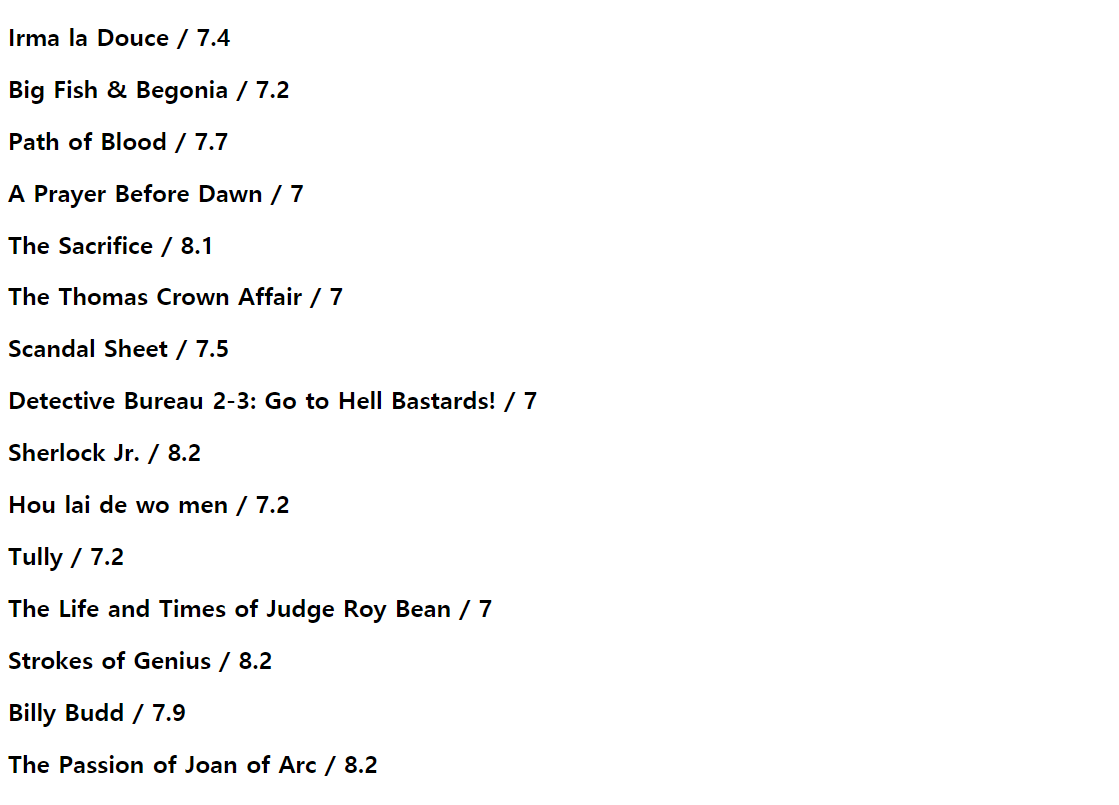 Irma la Douce / 7.4
Big Fish & Begonia / 7.2
Path of Blood / 7.7
A Prayer Before Dawn / 7
The Sacrifice / 8.1
The Thomas Crown Affair / 7
Scandal Sheet / 7.5
Detective Bureau 2-3: Go to Hell Bastards! / 7
Sherlock Jr. / 8.2
Hou lai de wo men / 7.2
Tully / 7.2
The Life and Times of Judge Roy Bean / 7
Strokes of Genius / 8.2
Billy Budd / 7.9
The Passion of Joan of Arc / 8.2